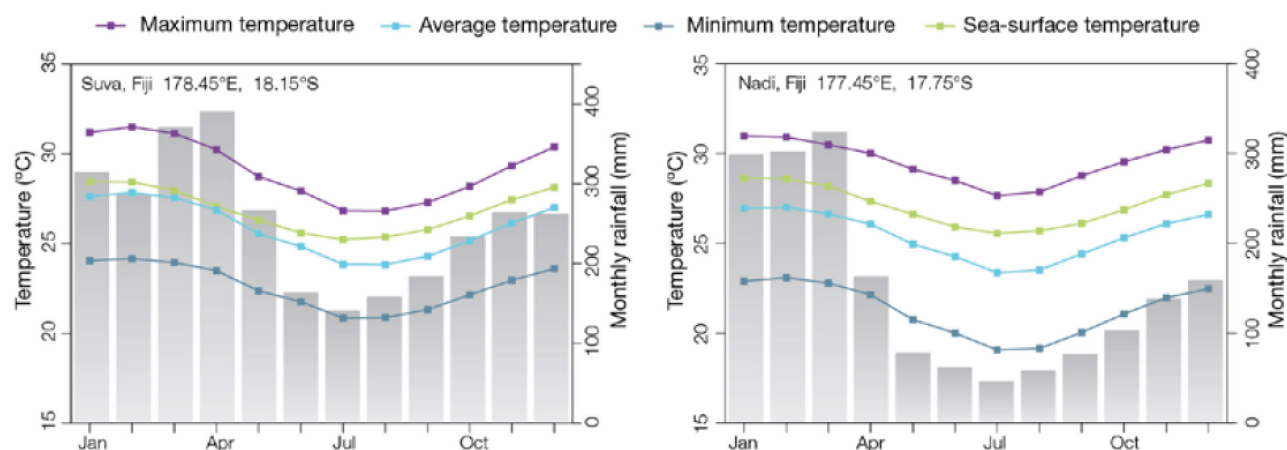 Maximum temperature Average temperature Minimum temperature Sea-surface temperature
Suva, Fiji 178.45°E, 18.15°S
Temperature (ºC)
35
30
25
20
15
Monthly rainfall (mm)
400
300
200
100
0
Jan Apr Jul Oct
Nadi, Fiji 177.45°E, 17.75°S
Temperature (ºC)
35
30
25
20
15
Monthly rainfall (mm)
400
300
200
100
0
Jan Apr Jul Oct